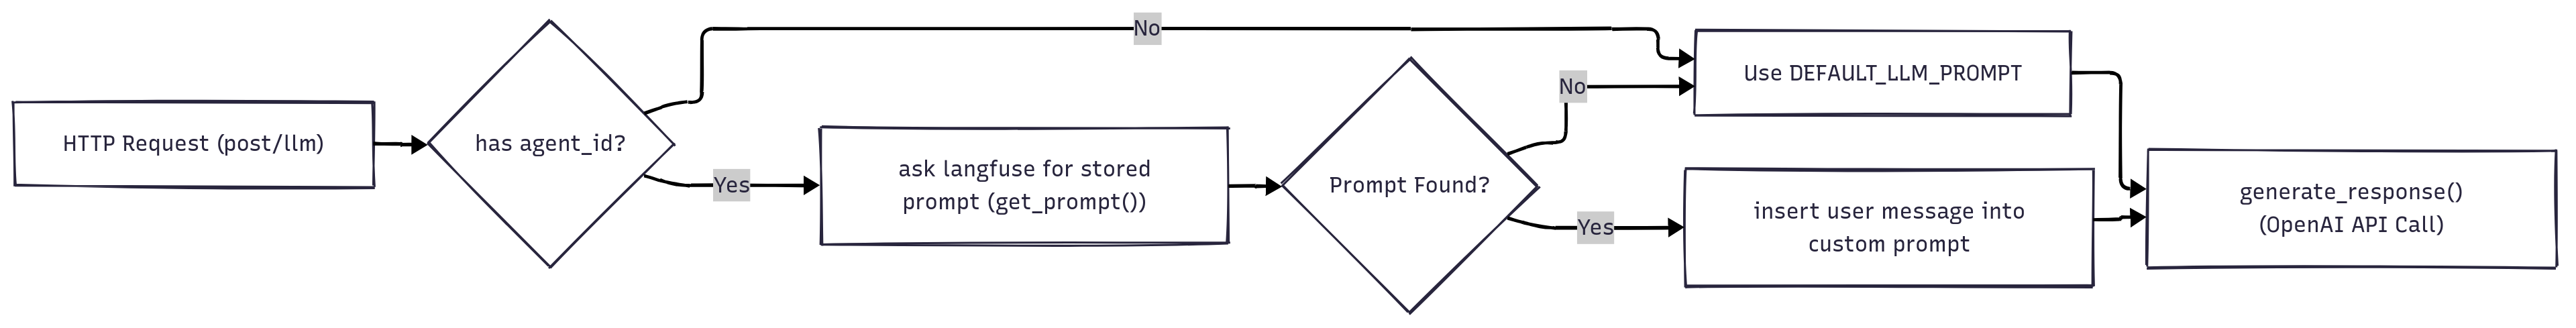 HTTP Request (post/llm)
has agent_id?
No
Yes
ask langfuse for stored
prompt (get_prompt())
Prompt Found?
No
Yes
Use DEFAULT_LLM_PROMPT
insert user message into
custom prompt
generate_response()
(OpenAI API Call)